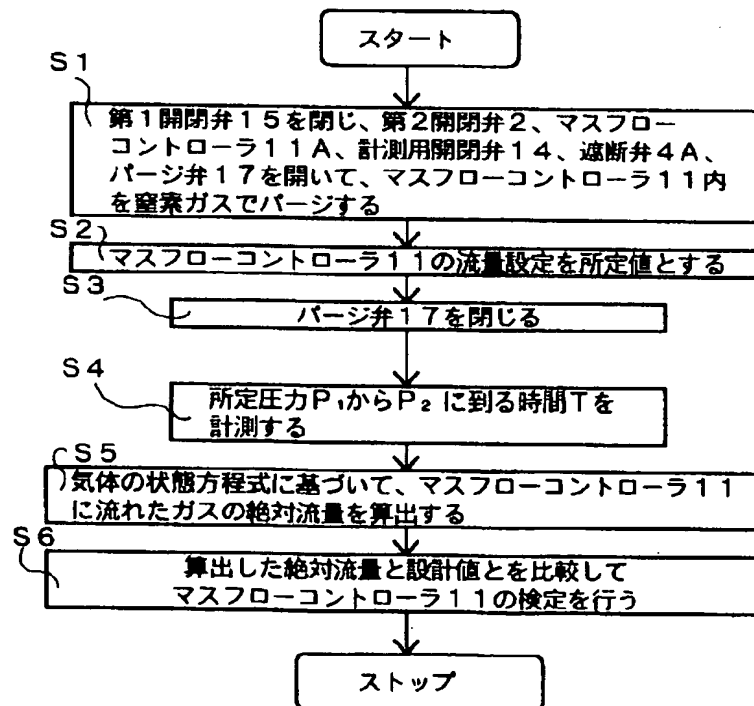 スタート
S1
第1開閉弁15を閉じ、第2開閉弁2、マスフロー
コントローラ11A、計測用開閉弁14、遮断弁4A、
パージ弁17を開いて、マスフローコントローラ11内
を窒素ガスでパージする
S2
マスフローコントローラ11の流量設定を所定値とする
S3
パージ弁17を閉じる
S4
所定圧力P₁からP₂に到る時間Tを
計測する
S5
気体の状態方程式に基づいて、マスフローコントローラ11
に流れたガスの絶対流量を算出する
S6
算出した絶対流量と設計値とを比較して
マスフローコントローラ11の検定を行う
ストップ